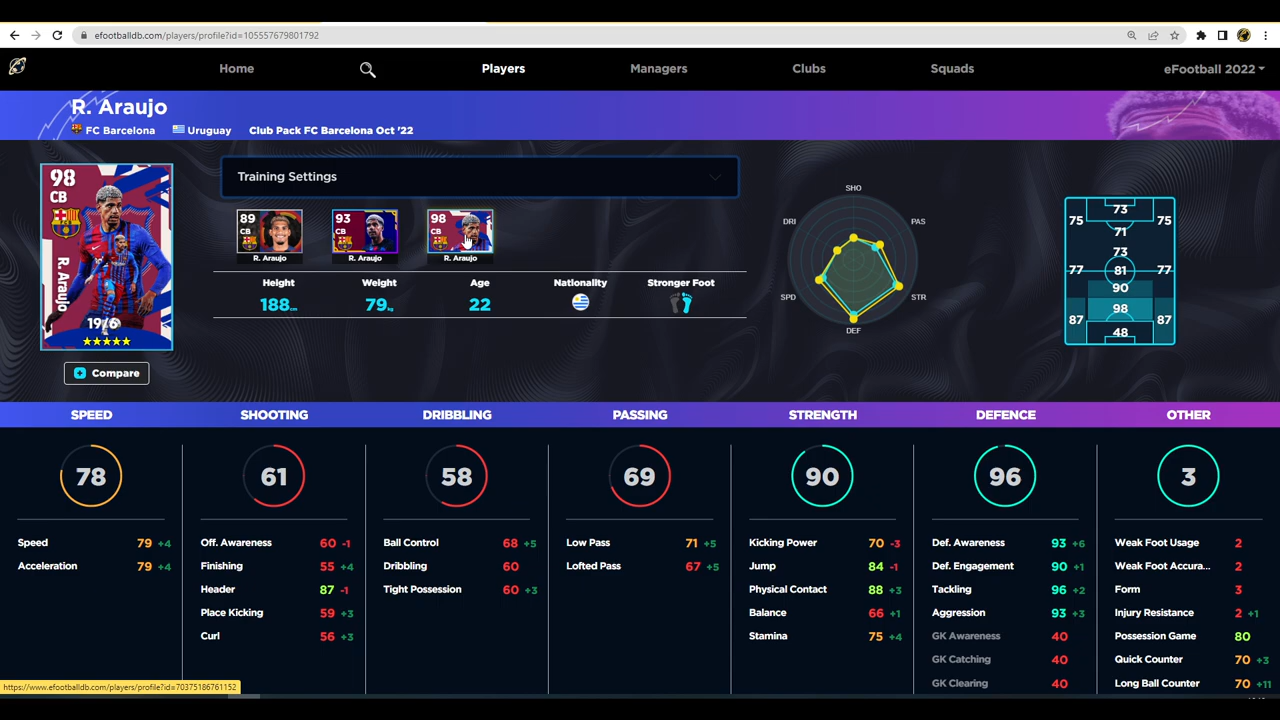 efootballdb.com/players/profile?id=105557679801792
Home Players Managers Clubs Squads eFootball 2022
R. Araujo
FC Barcelona Uruguay Club Pack FC Barcelona Oct '22
98
CB
R. Araujo
19/6
★★★★★
Compare
Training Settings
89
CB
R. Araujo
93
CB
R. Araujo
98
CB
R. Araujo
Height Weight Age Nationality Stronger Foot
188cm 79kg 22
SHO
DRI PAS
SPD STR
DEF
73
75 75
71
73
77 81 77
90
98
87 87
48
SPEED SHOOTING DRIBBLING PASSING STRENGTH DEFENCE OTHER
78 61 58 69 90 96 3
Speed 79 +4
Acceleration 79 +4
Off. Awareness 60 -1
Finishing 55 +4
Header 87 -1
Place Kicking 59 +3
Curl 56 +3
Ball Control 68 +5
Dribbling 60
Tight Possession 60 +3
Low Pass 71 +5
Lofted Pass 67 +5
Kicking Power 70 -3
Jump 84 -1
Physical Contact 88 +3
Balance 66 +1
Stamina 75 +4
Def. Awareness 93 +6
Def. Engagement 90 +1
Tackling 96 +2
Aggression 93 +3
GK Awareness 40
GK Catching 40
GK Clearing 40
Weak Foot Usage 2
Weak Foot Accura... 2
Form 3
Injury Resistance 2 +1
Possession Game 80
Quick Counter 70 +3
Long Ball Counter 70 +11
https://www.efootballdb.com/players/profile?id=70375186761152